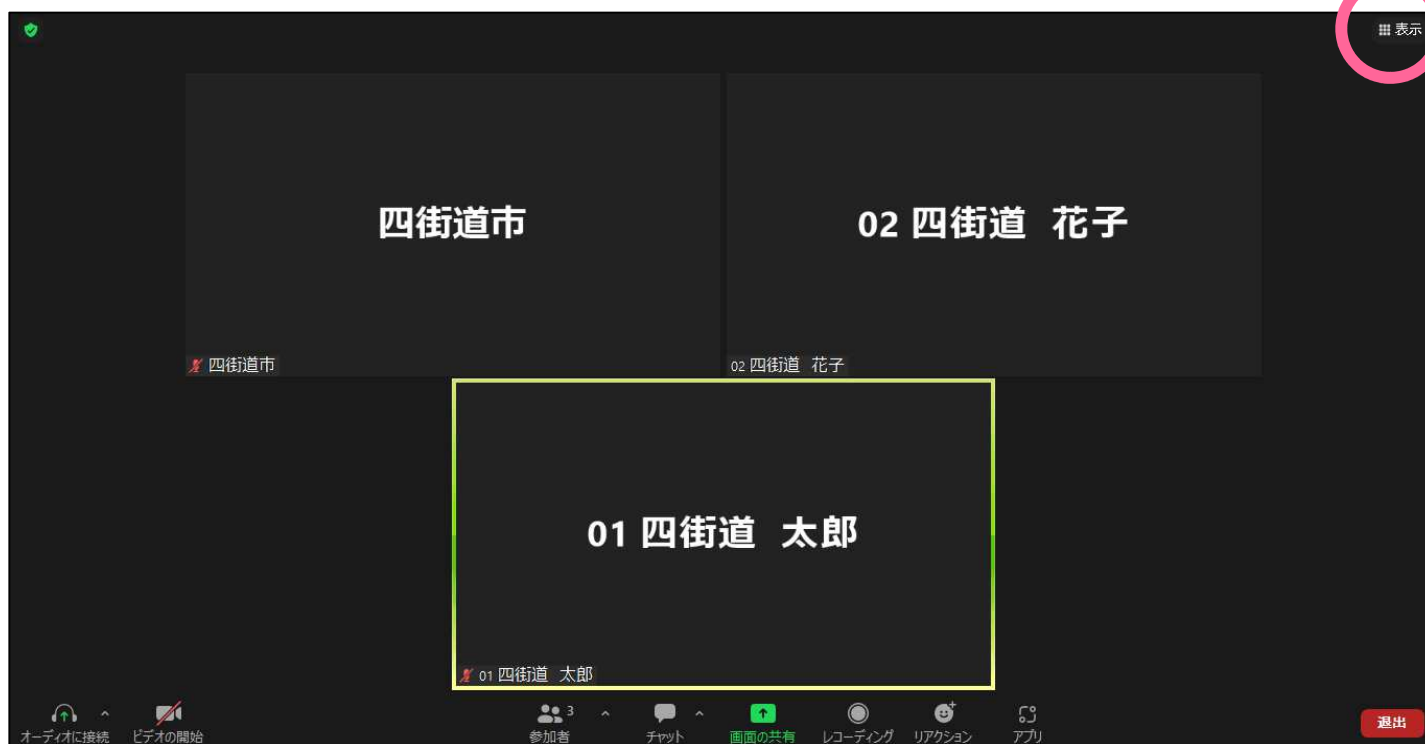 表示
四街道市
02 四街道 花子
四街道市
02 四街道 花子
01 四街道 太郎
01 四街道 太郎
オーディオに接続 ビデオの開始 参加者 3 チャット 画面の共有 レコーディング リアクション アプリ 退出